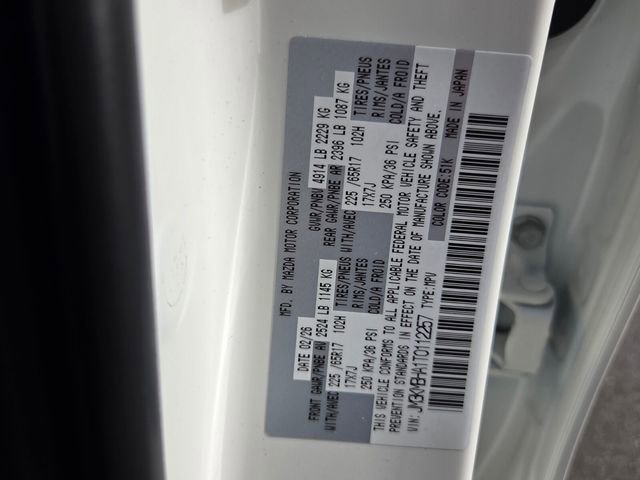 MFD. BY MAZDA MOTOR CORPORATION
DATE 02/26 GVWR/PNBV 4914 LB 2229 KG
FRONT GAWR/PNBE AV 2524 LB 1145 KG REAR GAWR/PNBE AR 2396 LB 1087 KG
WITH/AVEC TIRES/PNEUS WITH/AVEC TIRES/PNEUS
225 /65R17 102H RIMS/JANTES 225 /65R17 102H RIMS/JANTES
17X7J COLD/A FROID 17X7J COLD/A FROID
250 KPA/36 PSI 250 KPA/36 PSI
THIS VEHICLE CONFORMS TO ALL APPLICABLE FEDERAL MOTOR VEHICLE SAFETY AND THEFT
PREVENTION STANDARDS IN EFFECT ON THE DATE OF MANUFACTURE SHOWN ABOVE.
VIN: TYPE:MPV COLOR CODE:51K MADE IN JAPAN